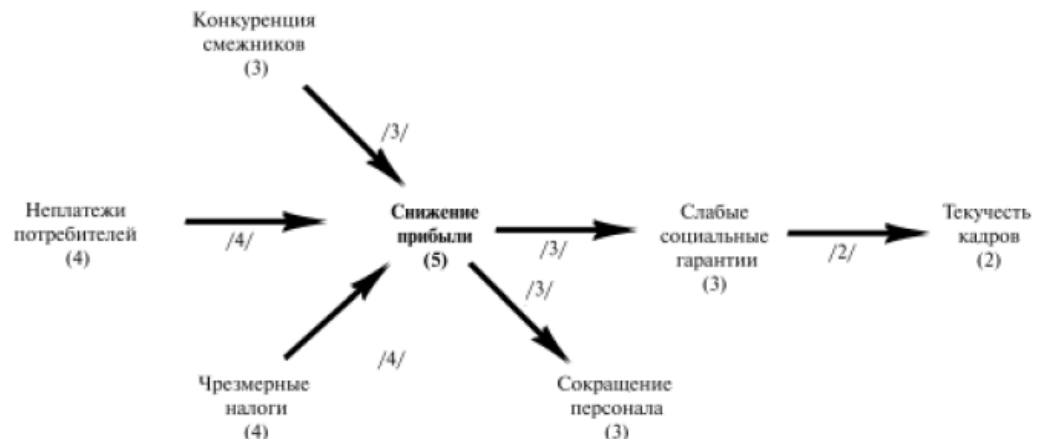 Конкуренция
смежников
(3)
/3/
Неплатежи
потребителей
(4)
/4/
Снижение
прибыли
(5)
/3/
Слабые
социальные
гарантии
(3)
/2/
Текучесть
кадров
(2)
/3/
/4/
Чрезмерные
налоги
(4)
Сокращение
персонала
(3)